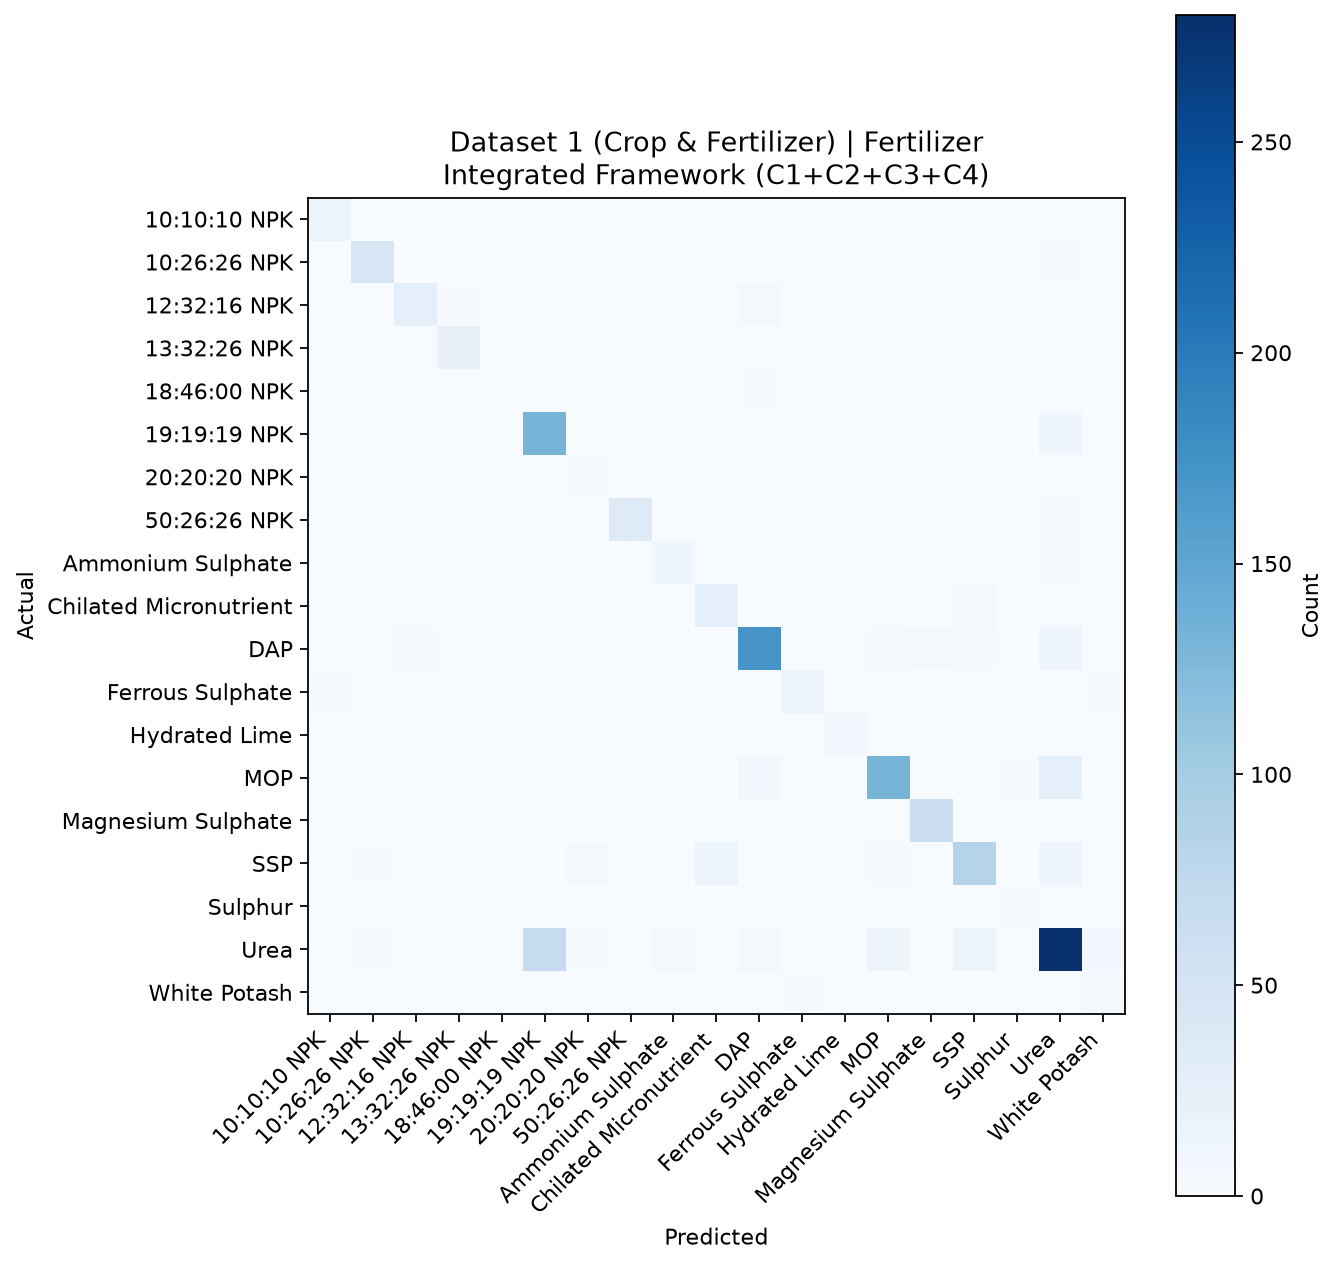 Dataset 1 (Crop & Fertilizer) | Fertilizer
Integrated Framework (C1+C2+C3+C4)
Actual
10:10:10 NPK
10:26:26 NPK
12:32:16 NPK
13:32:26 NPK
18:46:00 NPK
19:19:19 NPK
20:20:20 NPK
50:26:26 NPK
Ammonium Sulphate
Chilated Micronutrient
DAP
Ferrous Sulphate
Hydrated Lime
MOP
Magnesium Sulphate
SSP
Sulphur
Urea
White Potash
10:10:10 NPK
10:26:26 NPK
12:32:16 NPK
13:32:26 NPK
18:46:00 NPK
19:19:19 NPK
20:20:20 NPK
50:26:26 NPK
Ammonium Sulphate
Chilated Micronutrient
DAP
Ferrous Sulphate
Hydrated Lime
MOP
Magnesium Sulphate
SSP
Sulphur
Urea
White Potash
Predicted
250
200
150
100
50
0
Count